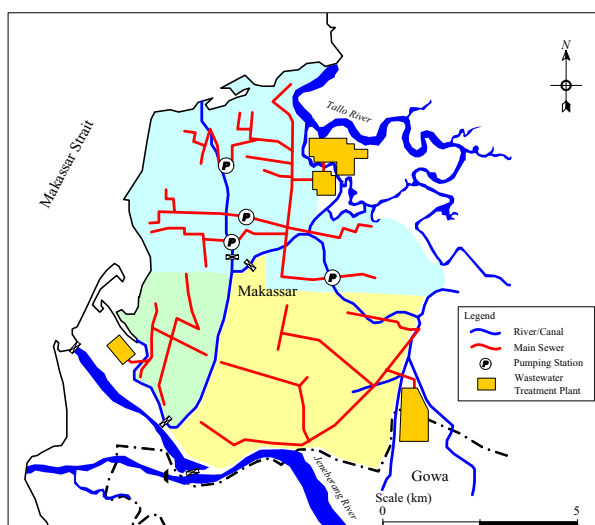 N
Tallo River
Makassar Strait
P
P
P
P
Makassar
Legend
River/Canal
Main Sewer
P Pumping Station
Wastewater
Treatment Plant
Jeneberang River
Gowa
Scale (km)
0 5